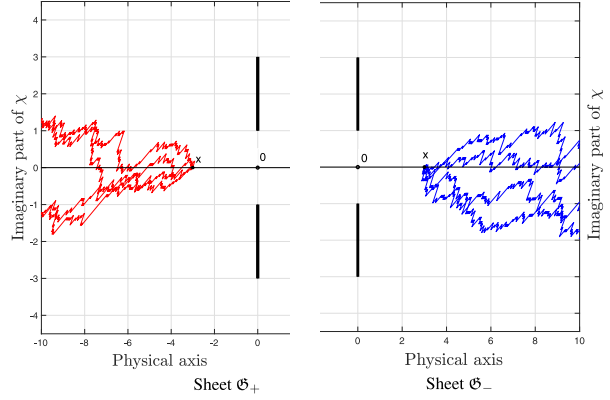 4
3
2
1
0
-1
-2
-3
-4
Imaginary part of χ
x
0
-10
-8
-6
-4
-2
0
Physical axis
Sheet 𝔊₊
x
0
0
2
4
6
8
10
Physical axis
Imaginary part of χ
Sheet 𝔊₋